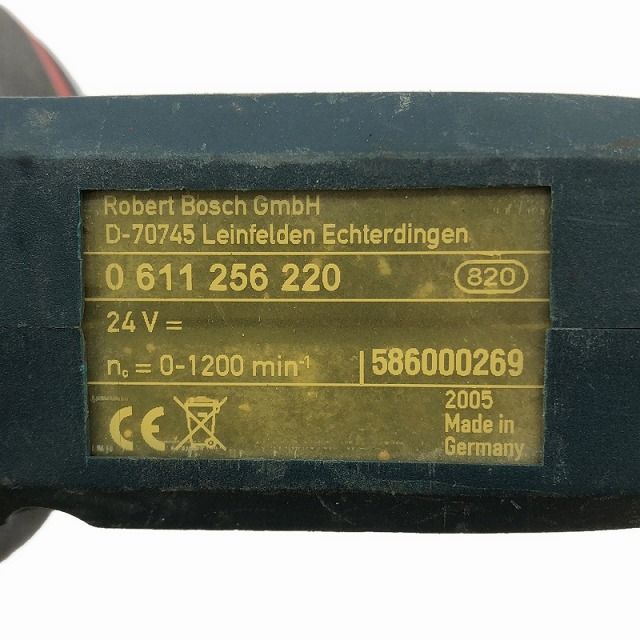 Robert Bosch GmbH
D-70745 Leinfelden Echterdingen
0 611 256 220 820
24 V =
n₀ = 0-1200 min⁻¹ 586000269
CE 2005
Made in
Germany